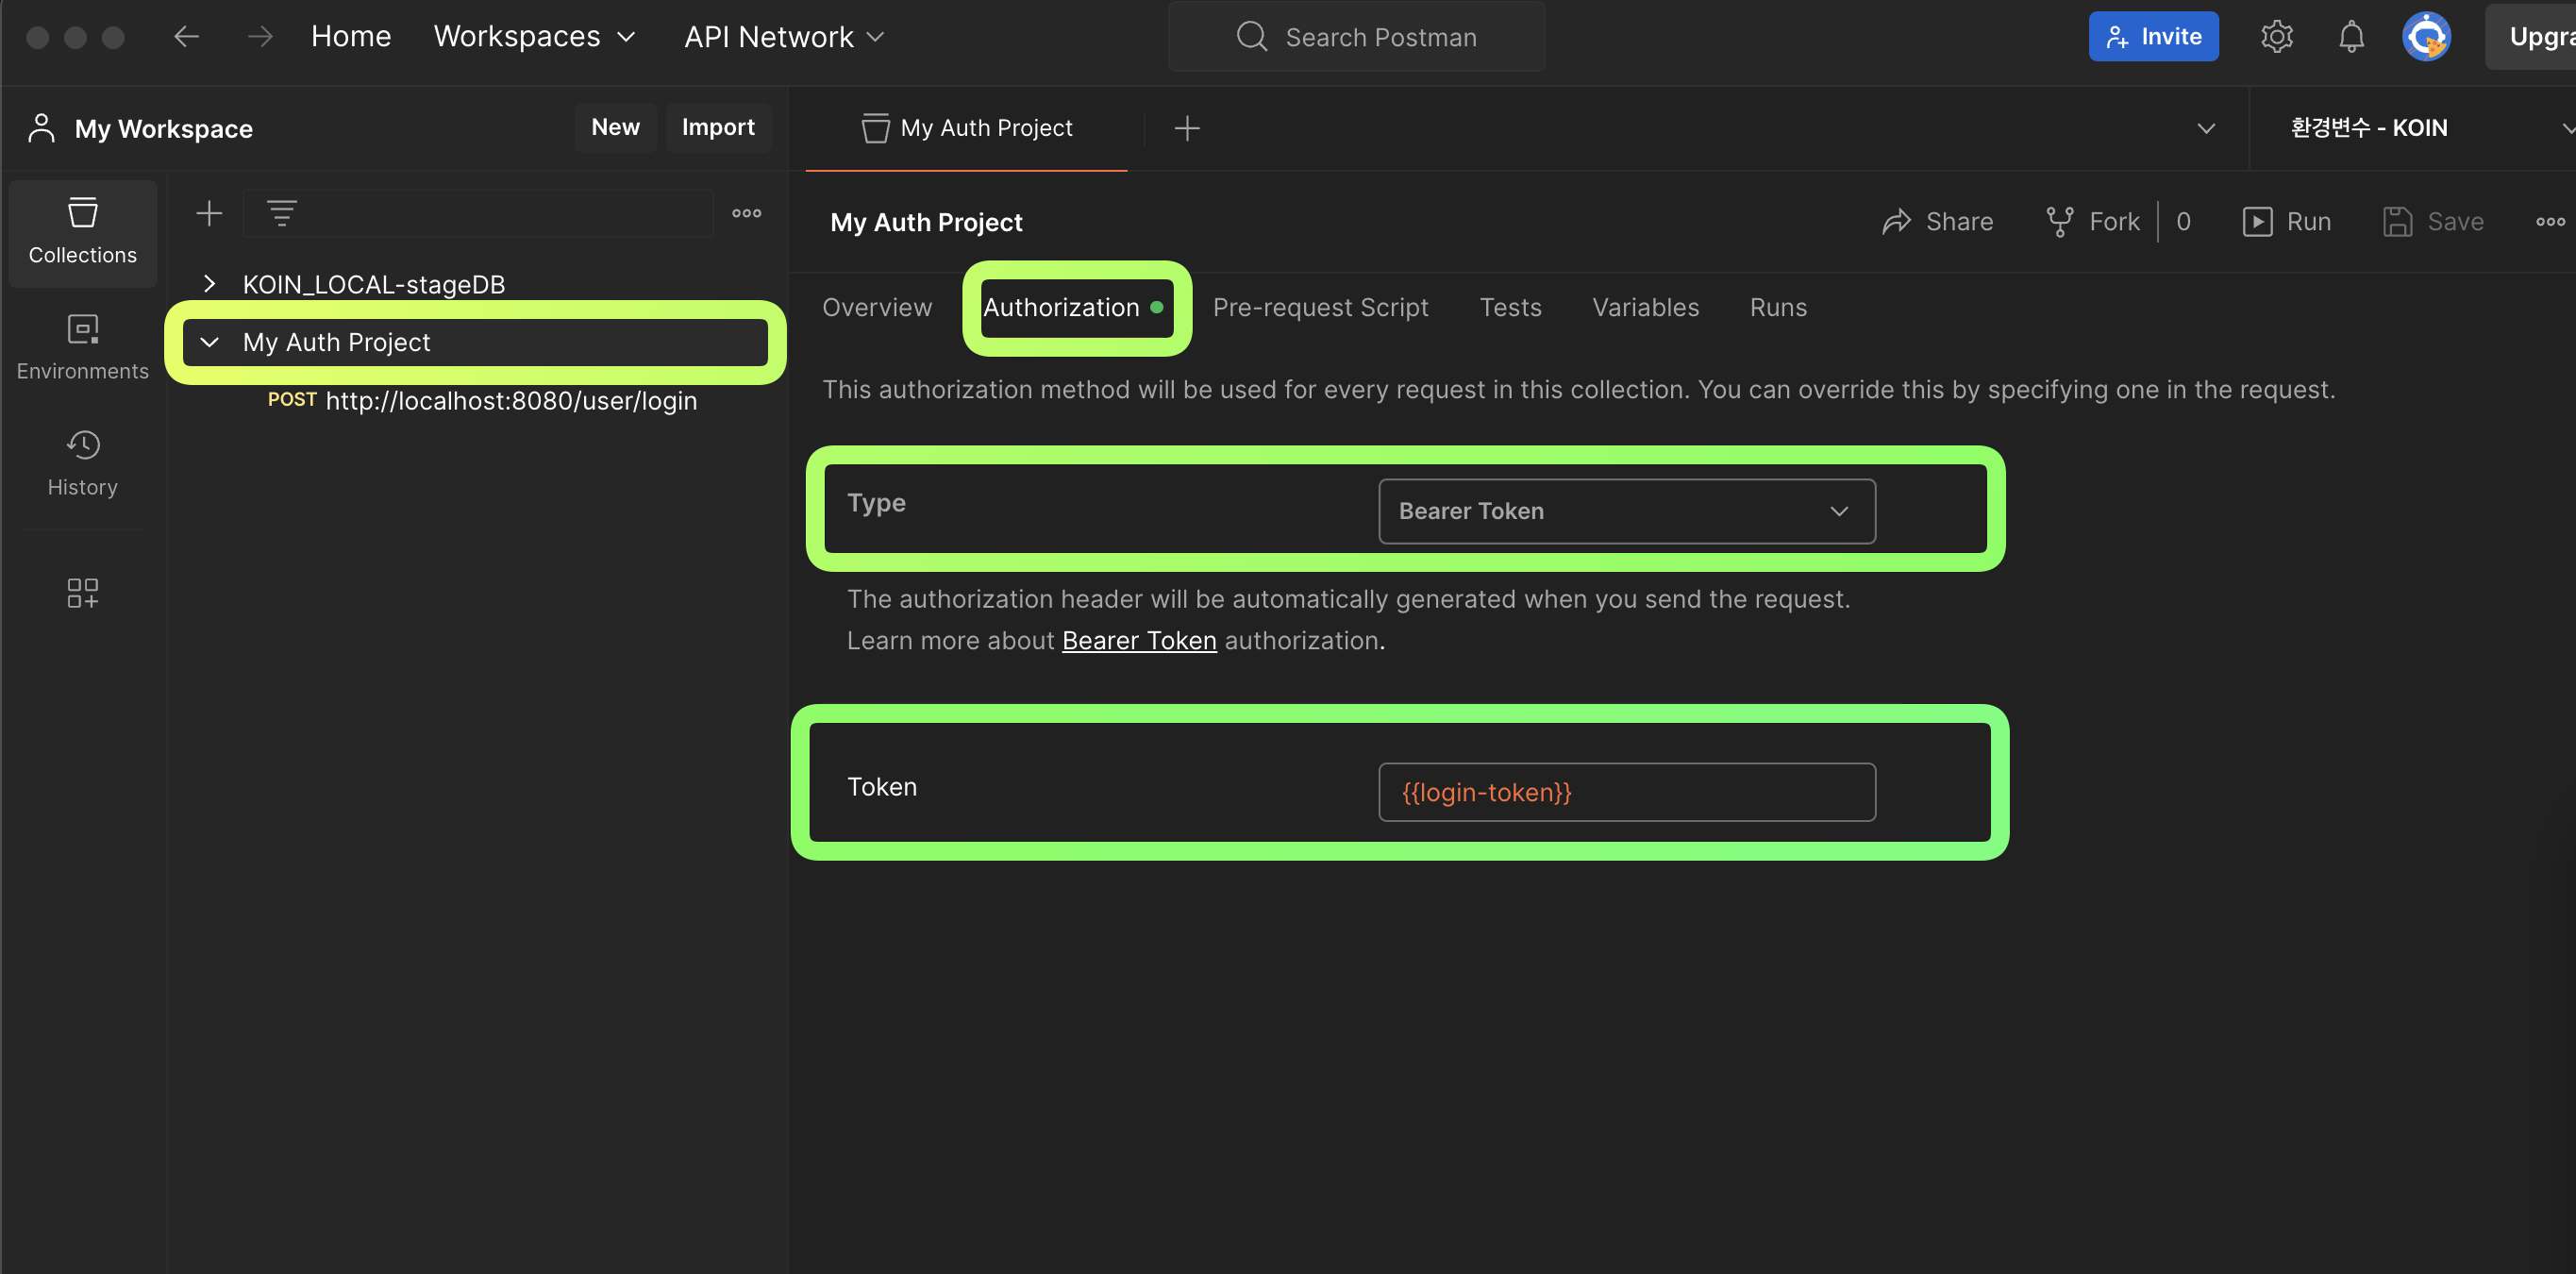 Home Workspaces API Network Search Postman Invite
My Workspace New Import My Auth Project 환경변수 - KOIN
Collections
Environments
History
KOIN_LOCAL-stageDB
My Auth Project
POST http://localhost:8080/user/login
My Auth Project Share Fork 0 Run Save
Overview Authorization Pre-request Script Tests Variables Runs
This authorization method will be used for every request in this collection. You can override this by specifying one in the request.
Type Bearer Token
The authorization header will be automatically generated when you send the request.
Learn more about Bearer Token authorization.
Token {{login-token}}